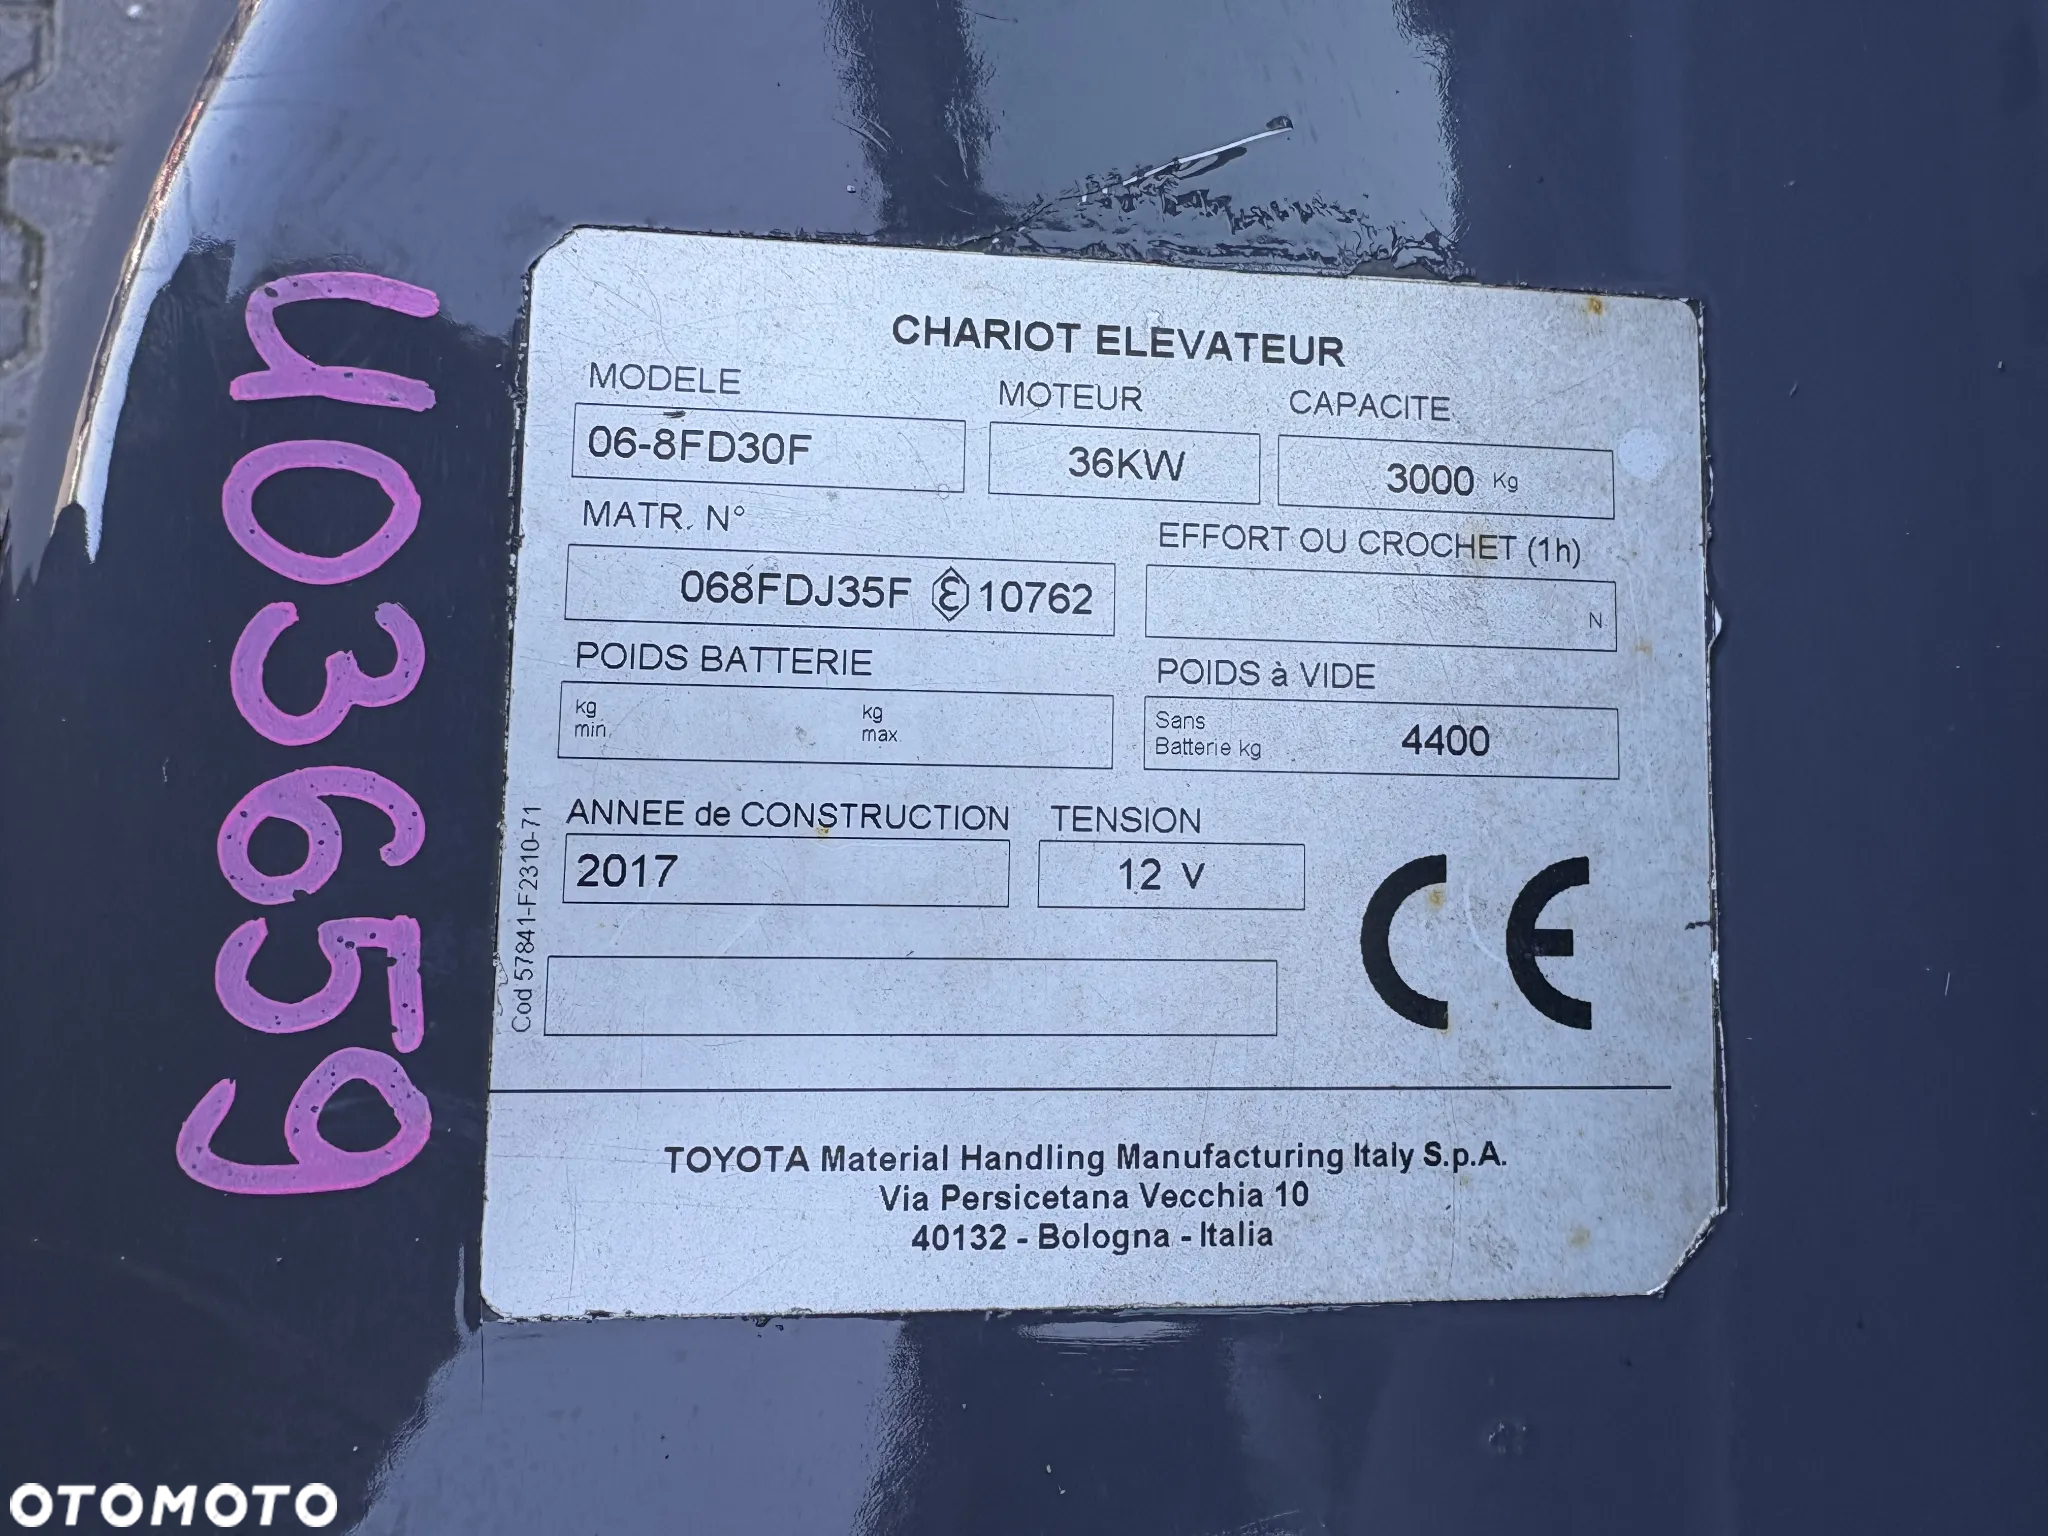 CHARIOT ELEVATEUR
MODELE MOTEUR CAPACITE
06-8FD30F 36KW 3000 Kg
MATR. N° EFFORT OU CROCHET (1h)
068FDJ35F Ɛ 10762 N
POIDS BATTERIE POIDS à VIDE
kg min. kg max Sans Batterie kg 4400
ANNEE de CONSTRUCTION TENSION
2017 12 V
CE
Cod 57841-F2310-71
TOYOTA Material Handling Manufacturing Italy S.p.A.
Via Persicetana Vecchia 10
40132 - Bologna - Italia
403659
OTOMOTO